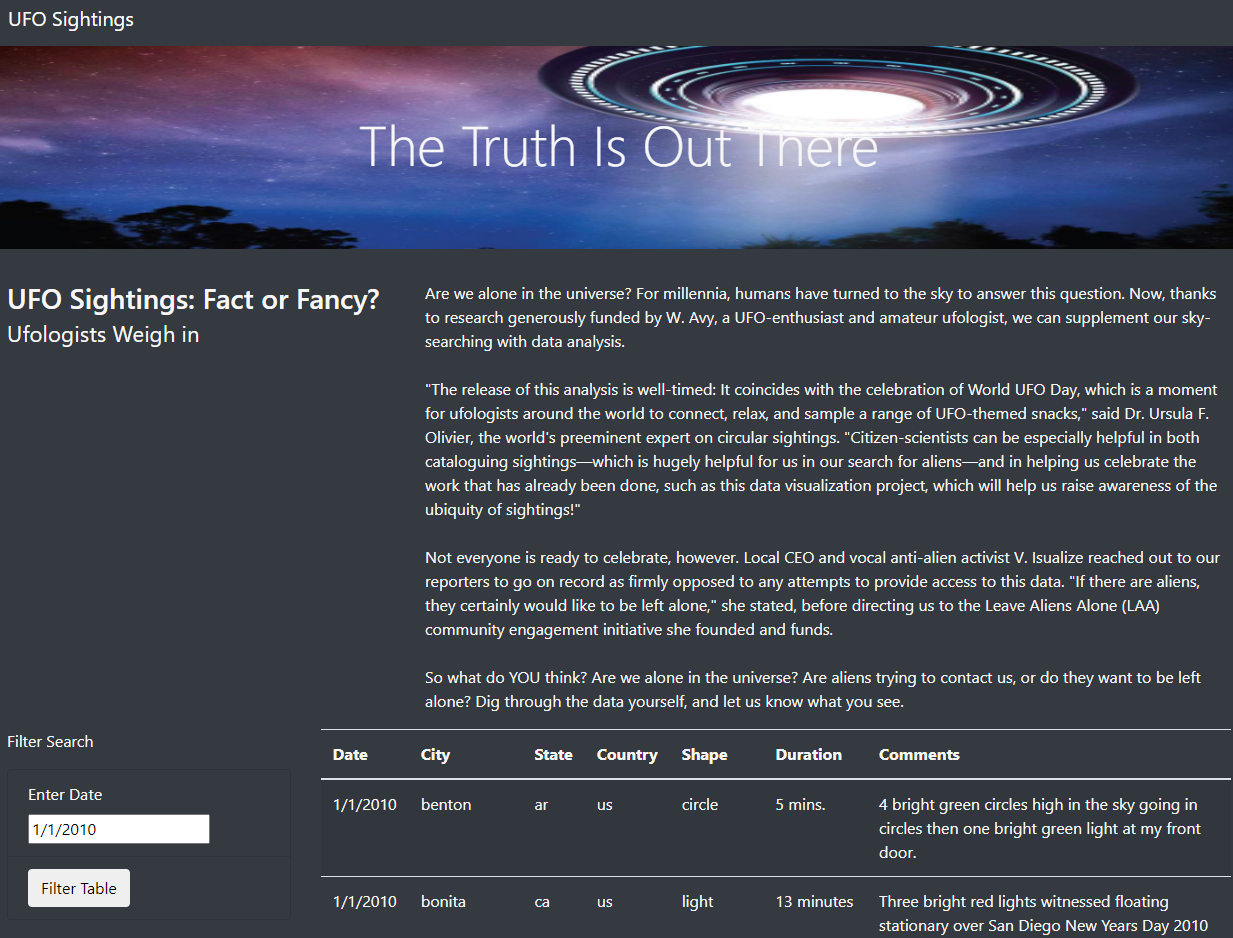 UFO Sightings
The Truth Is Out There
UFO Sightings: Fact or Fancy?
Ufologists Weigh in
Are we alone in the universe? For millennia, humans have turned to the sky to answer this question. Now, thanks
to research generously funded by W. Avy, a UFO-enthusiast and amateur ufologist, we can supplement our sky-
searching with data analysis.
"The release of this analysis is well-timed: It coincides with the celebration of World UFO Day, which is a moment
for ufologists around the world to connect, relax, and sample a range of UFO-themed snacks," said Dr. Ursula F.
Olivier, the world's preeminent expert on circular sightings. "Citizen-scientists can be especially helpful in both
cataloguing sightings—which is hugely helpful for us in our search for aliens—and in helping us celebrate the
work that has already been done, such as this data visualization project, which will help us raise awareness of the
ubiquity of sightings!"
Not everyone is ready to celebrate, however. Local CEO and vocal anti-alien activist V. Isualize reached out to our
reporters to go on record as firmly opposed to any attempts to provide access to this data. "If there are aliens,
they certainly would like to be left alone," she stated, before directing us to the Leave Aliens Alone (LAA)
community engagement initiative she founded and funds.
So what do YOU think? Are we alone in the universe? Are aliens trying to contact us, or do they want to be left
alone? Dig through the data yourself, and let us know what you see.
Filter Search
Enter Date
1/1/2010
Filter Table
Date City State Country Shape Duration Comments
1/1/2010 benton ar us circle 5 mins. 4 bright green circles high in the sky going in
circles then one bright green light at my front
door.
1/1/2010 bonita ca us light 13 minutes Three bright red lights witnessed floating
stationary over San Diego New Years Day 2010